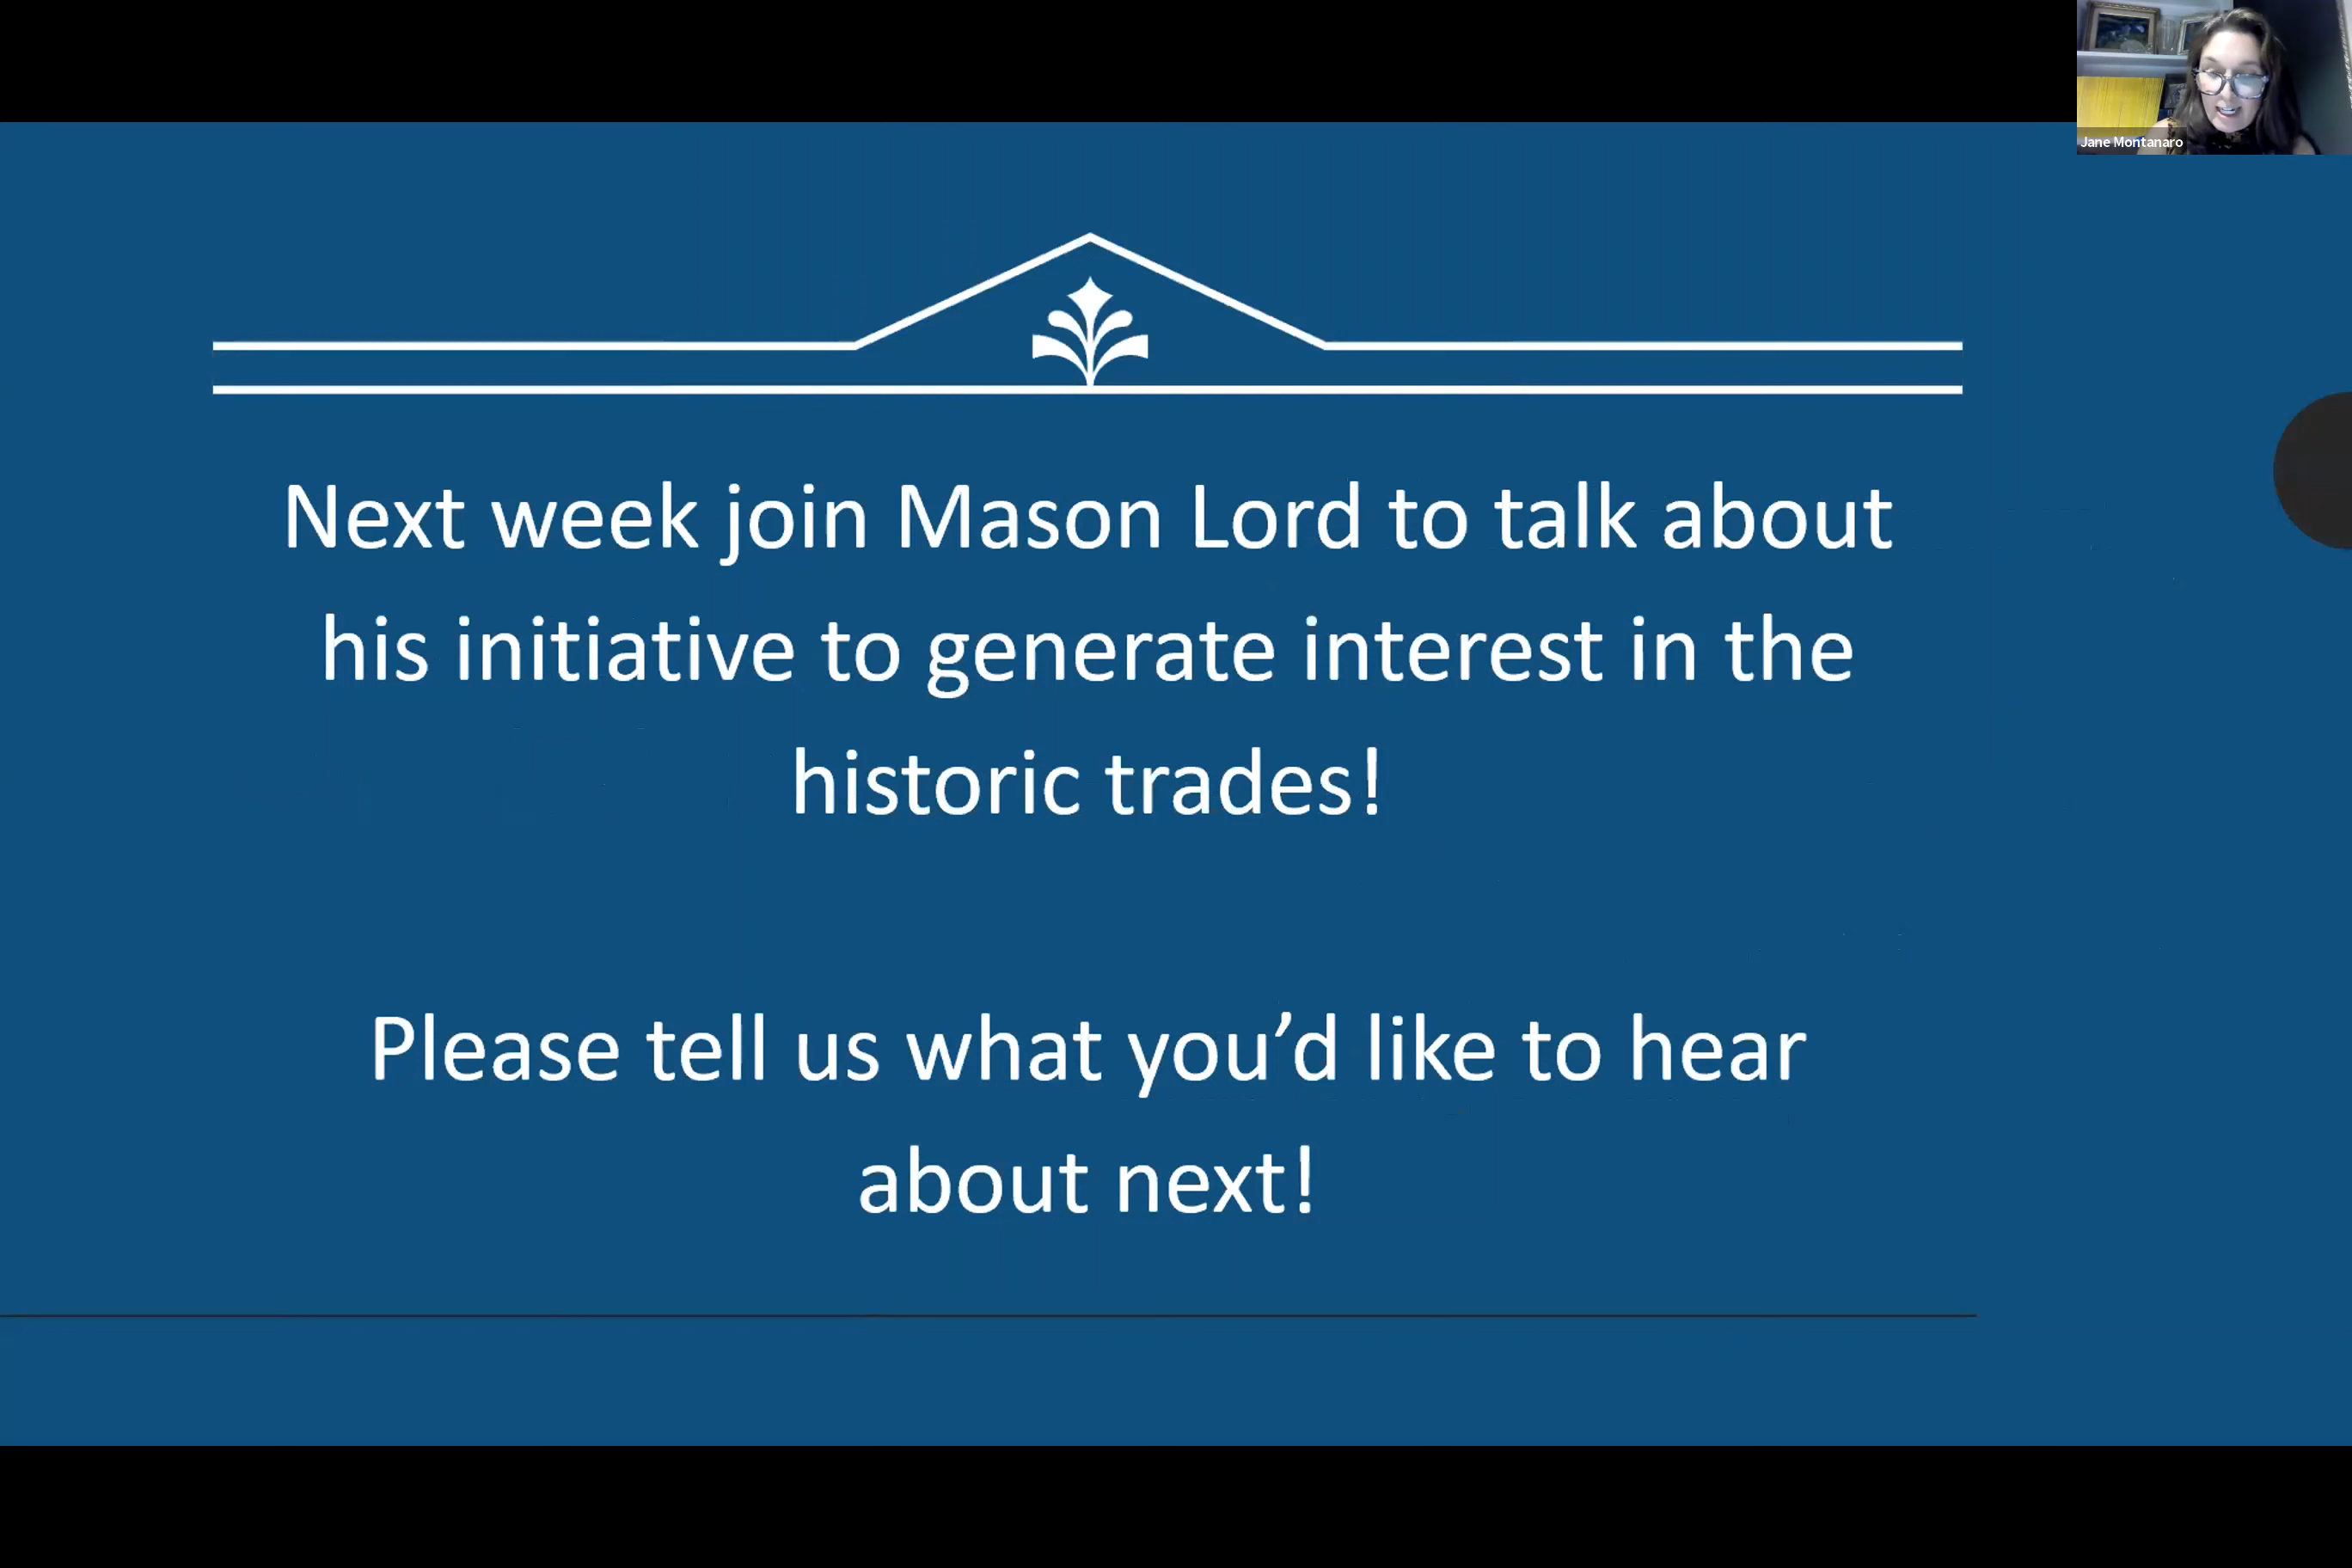 Jane Montanaro
Next week join Mason Lord to talk about
his initiative to generate interest in the
historic trades!
Please tell us what you’d like to hear
about next!